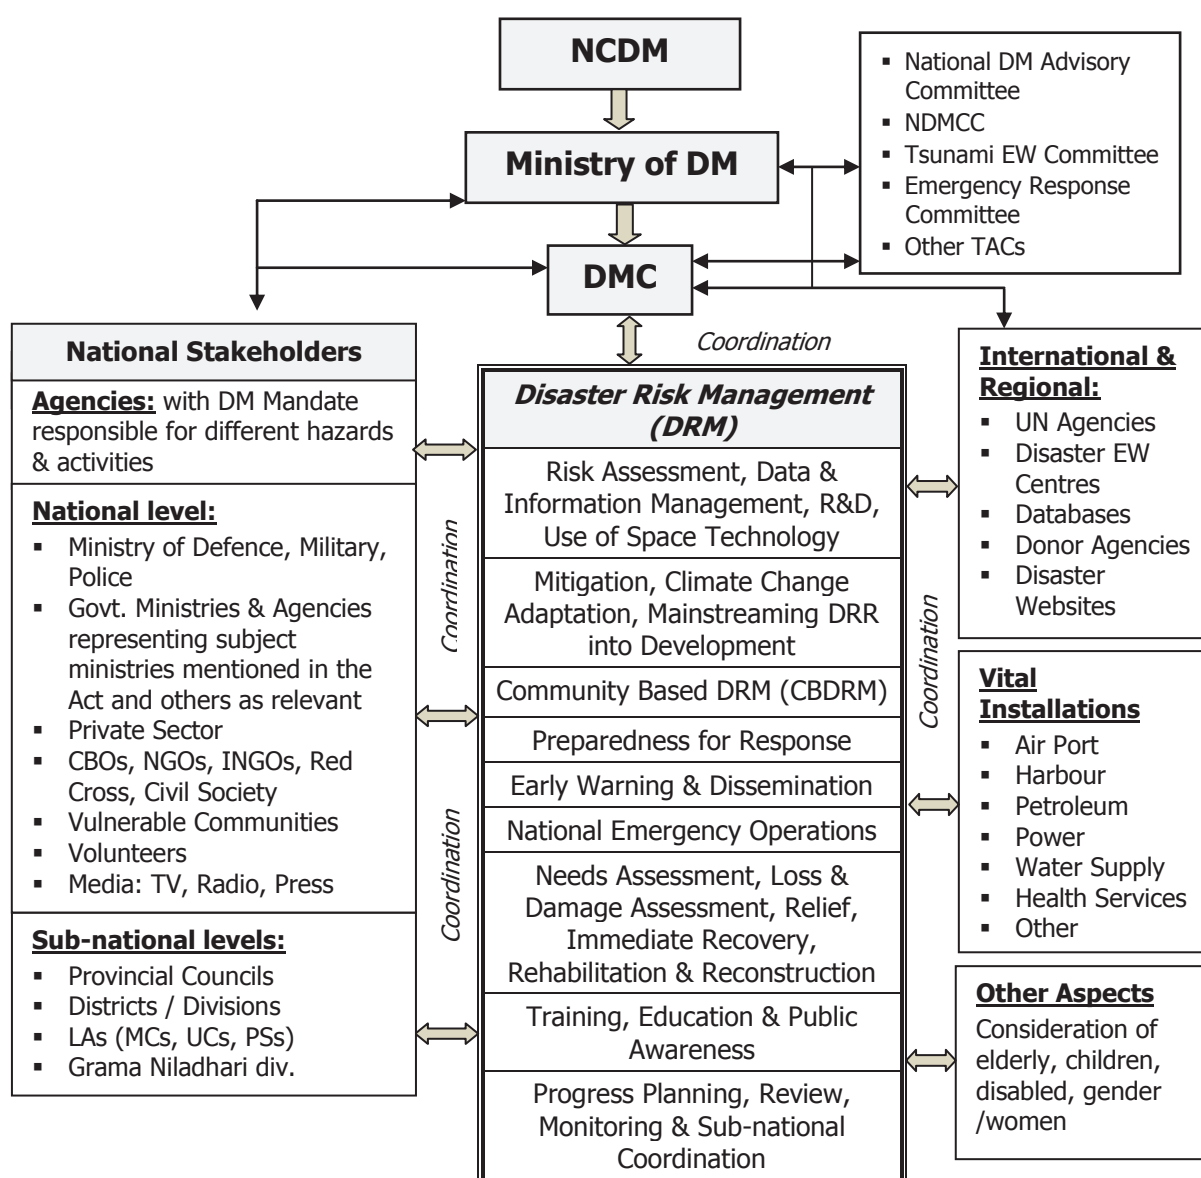 NCDM
Ministry of DM
DMC
▪ National DM Advisory
Committee
▪ NDMCC
▪ Tsunami EW Committee
▪ Emergency Response
Committee
▪ Other TACs
Coordination
National Stakeholders
Agencies: with DM Mandate
responsible for different hazards
& activities
National level:
▪ Ministry of Defence, Military,
Police
▪ Govt. Ministries & Agencies
representing subject
ministries mentioned in the
Act and others as relevant
▪ Private Sector
▪ CBOs, NGOs, INGOs, Red
Cross, Civil Society
▪ Vulnerable Communities
▪ Volunteers
▪ Media: TV, Radio, Press
Sub-national levels:
▪ Provincial Councils
▪ Districts / Divisions
▪ LAs (MCs, UCs, PSs)
▪ Grama Niladhari div.
Coordination
Coordination
Disaster Risk Management
(DRM)
Risk Assessment, Data &
Information Management, R&D,
Use of Space Technology
Mitigation, Climate Change
Adaptation, Mainstreaming DRR
into Development
Community Based DRM (CBDRM)
Preparedness for Response
Early Warning & Dissemination
National Emergency Operations
Needs Assessment, Loss &
Damage Assessment, Relief,
Immediate Recovery,
Rehabilitation & Reconstruction
Training, Education & Public
Awareness
Progress Planning, Review,
Monitoring & Sub-national
Coordination
Coordination
International &
Regional:
▪ UN Agencies
▪ Disaster EW
Centres
▪ Databases
▪ Donor Agencies
▪ Disaster
Websites
Vital
Installations
▪ Air Port
▪ Harbour
▪ Petroleum
▪ Power
▪ Water Supply
▪ Health Services
▪ Other
Other Aspects
Consideration of
elderly, children,
disabled, gender
/women